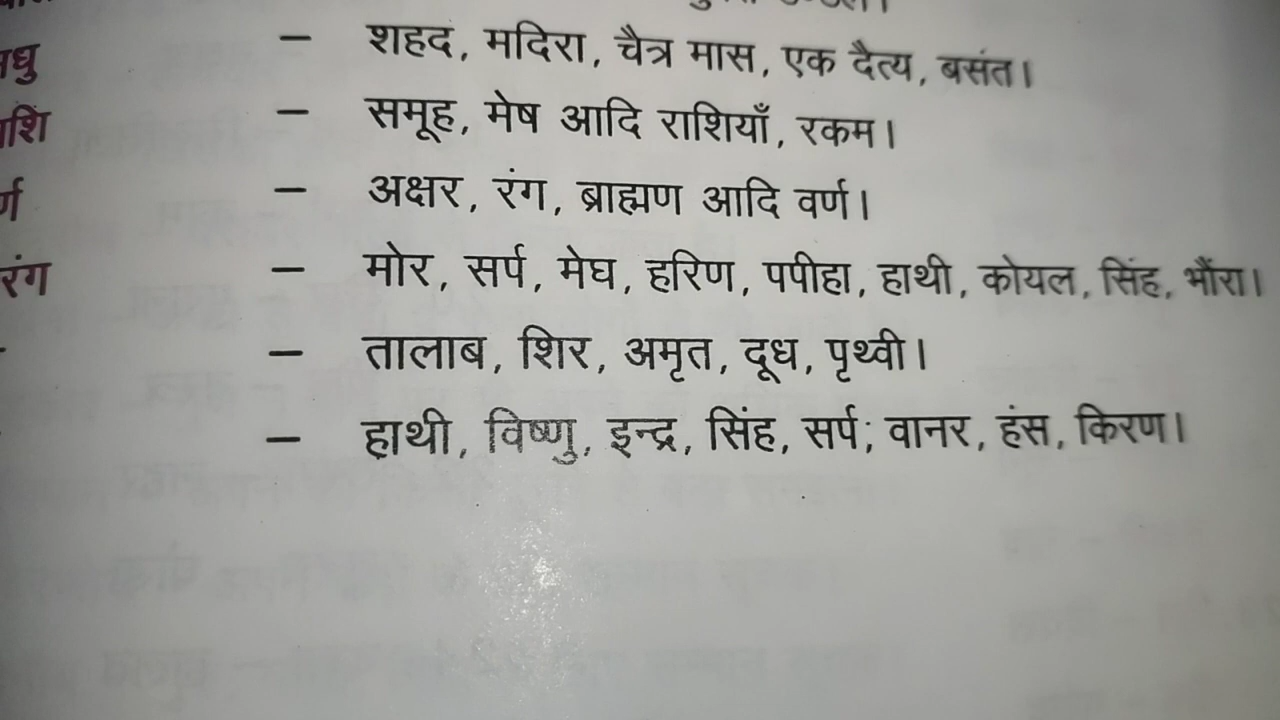 – शहद, मदिरा, चैत्र मास, एक दैत्य, बसंत।
– समूह, मेष आदि राशियाँ, रकम।
– अक्षर, रंग, ब्राह्मण आदि वर्ण।
रंग – मोर, सर्प, मेघ, हरिण, पपीहा, हाथी, कोयल, सिंह, भौंरा।
– तालाब, शिर, अमृत, दूध, पृथ्वी।
– हाथी, विष्णु, इन्द्र, सिंह, सर्प; वानर, हंस, किरण।